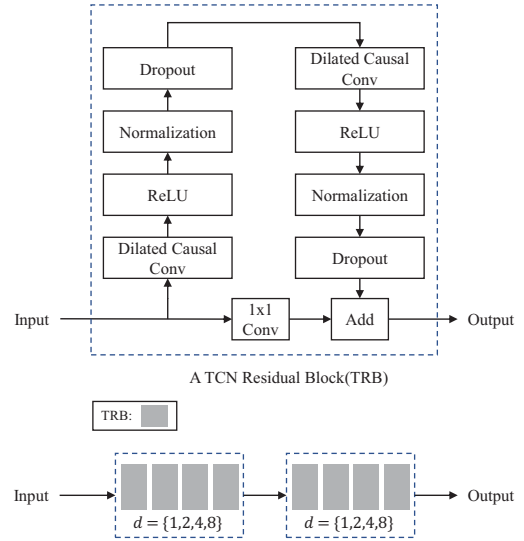 Dropout
Dilated Causal
Conv
Normalization
ReLU
ReLU
Normalization
Dilated Causal
Conv
Dropout
Input
1x1
Conv
Add
Output
A TCN Residual Block(TRB)
TRB:
Input
Output
d = {1,2,4,8}
d = {1,2,4,8}